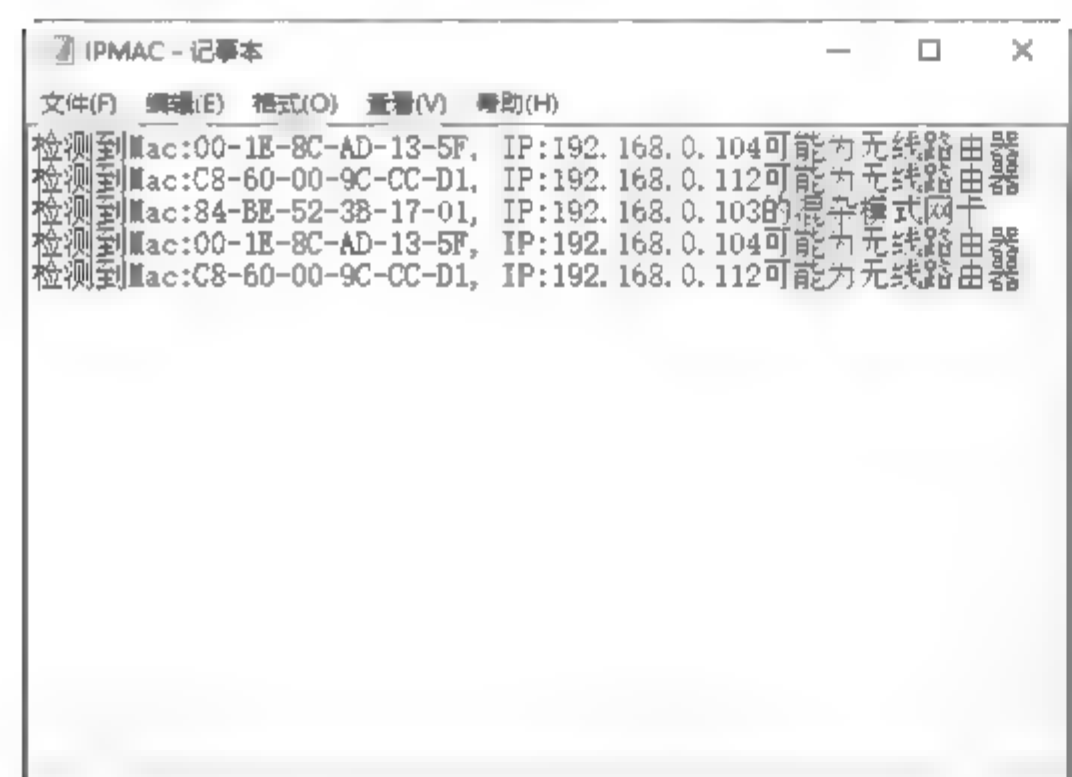 IPMAC - 记事本
文件(F) 编辑(E) 格式(O) 查看(V) 帮助(H)
检测到Mac:00-1E-8C-AD-13-5F, IP:192.168.0.104可能为无线路由器
检测到Mac:C8-60-00-9C-CC-D1, IP:192.168.0.112可能为无线路由器
检测到Mac:84-BE-52-3B-17-01, IP:192.168.0.103的混杂模式网卡
检测到Mac:00-1E-8C-AD-13-5F, IP:192.168.0.104可能为无线路由器
检测到Mac:C8-60-00-9C-CC-D1, IP:192.168.0.112可能为无线路由器